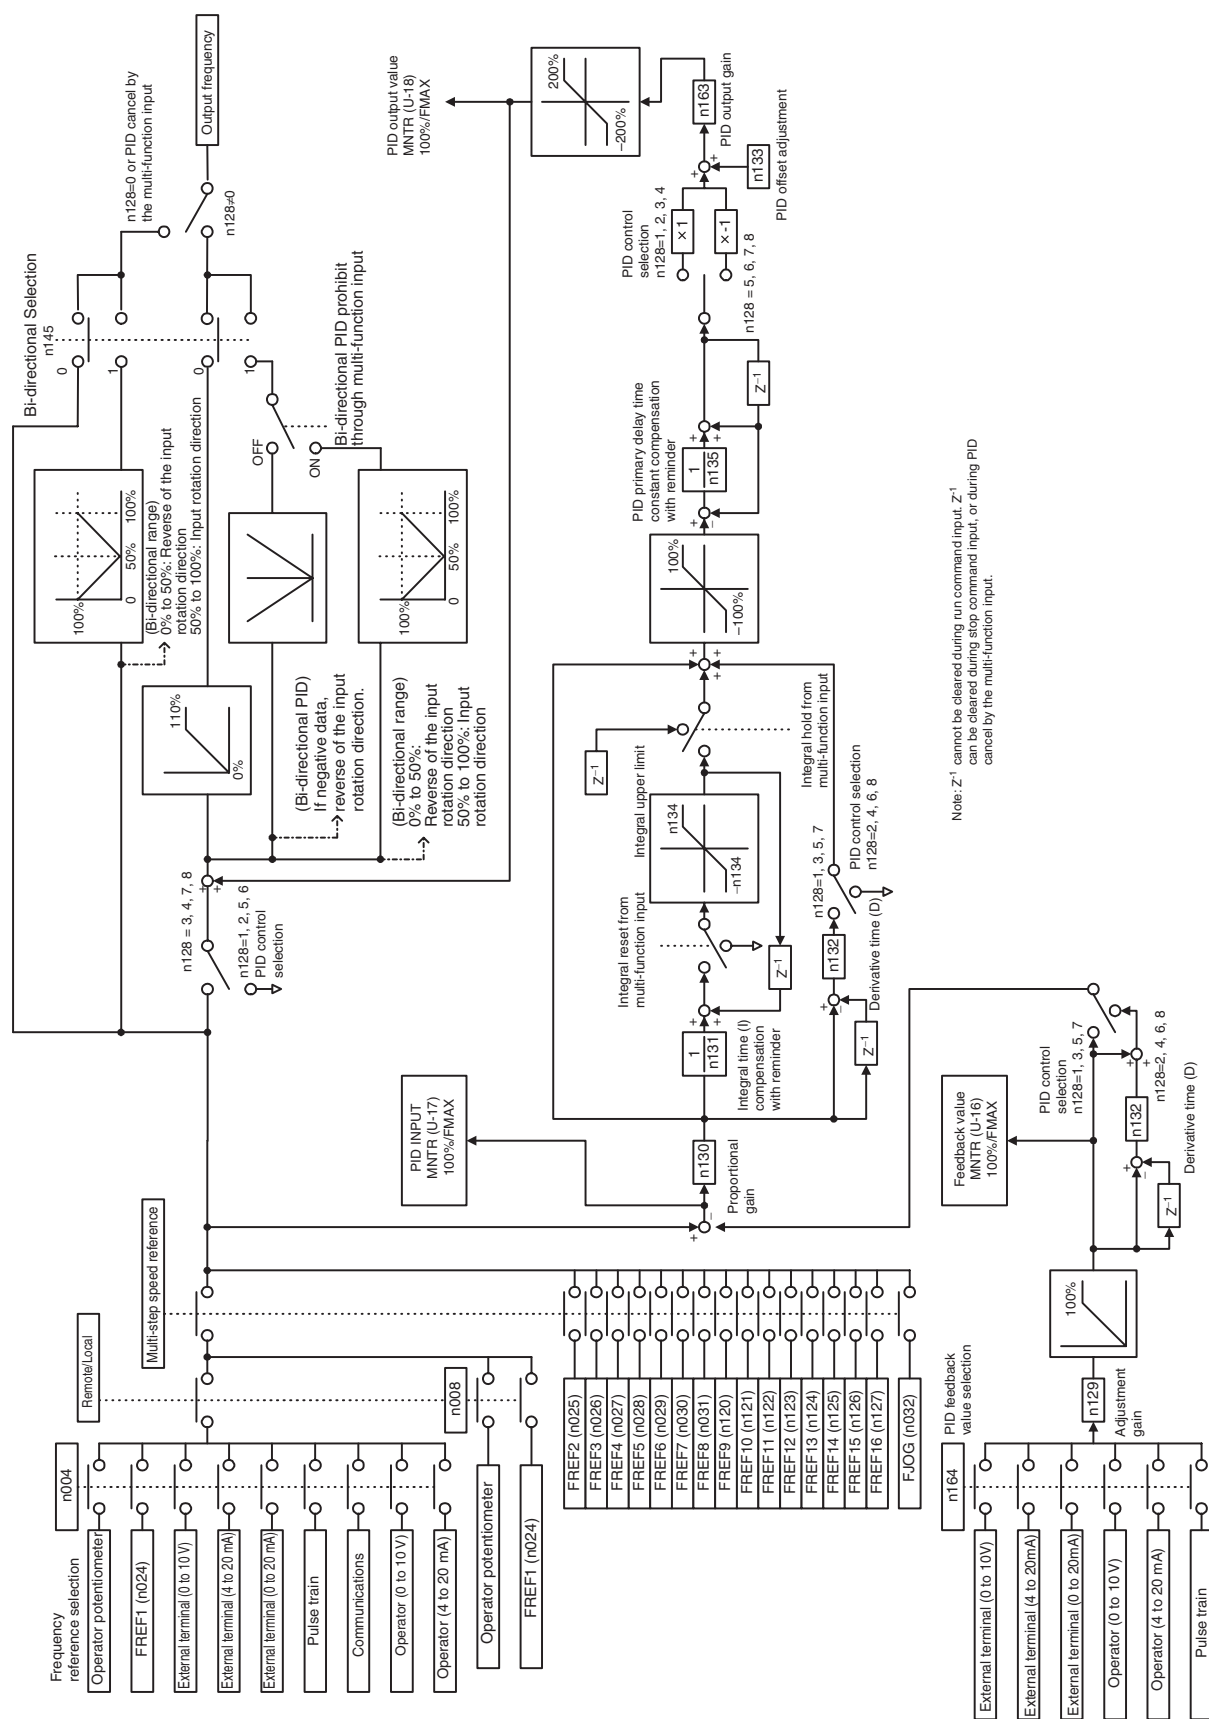 Frequency
reference selection
n004
Operator potentiometer
FREF1 (n024)
External terminal (0 to 10 V)
External terminal (4 to 20 mA)
External terminal (0 to 20 mA)
Pulse train
Communications
Operator (0 to 10 V)
Operator (4 to 20 mA)
Remote/Local
n008
Operator potentiometer
FREF1 (n024)
Multi-step speed reference
FREF2 (n025)
FREF3 (n026)
FREF4 (n027)
FREF5 (n028)
FREF6 (n029)
FREF7 (n030)
FREF8 (n031)
FREF9 (n120)
FREF10 (n121)
FREF11 (n122)
FREF12 (n123)
FREF13 (n124)
FREF14 (n125)
FREF15 (n126)
FREF16 (n127)
FJOG (n032)
PID feedback
value selection
n164
External terminal (0 to 10V)
External terminal (4 to 20mA)
External terminal (0 to 20mA)
Operator (0 to 10 V)
Operator (4 to 20 mA)
Pulse train
n129
Adjustment
gain
100%
Z-1
n132
Derivative time (D)
+
-
+
+
Feedback value
MNTR (U-16)
100%/FMAX
PID control
selection
n128=1, 3, 5, 7
n128=2, 4, 6, 8
+
-
PID INPUT
MNTR (U-17)
100%/FMAX
n130
Proportional
gain
1
n131
Integral time (I)
compensation
with reminder
+
+
Integral reset from
multi-function input
Z-1
n134
-n134
Integral upper limit
Z-1
Integral hold from
multi-function input
Z-1
+
-
n132
Derivative time (D)
n128=1, 3, 5, 7
PID control selection
n128=2, 4, 6, 8
+
+
+
100%
-100%
PID primary delay time
constant compensation
with reminder
+
-
1
n135
+
+
Z-1
PID control
selection
n128=1, 2, 3, 4
× 1
× -1
n128 = 5, 6, 7, 8
+
+
n133
PID offset adjustment
n163
PID output gain
200%
-200%
PID output value
MNTR (U-18)
100%/FMAX
n128 = 3, 4, 7, 8
n128=1, 2, 5, 6
PID control
selection
+
+
110%
0%
100%
0
50%
100%
(Bi-directional range)
0% to 50%: Reverse of the input
rotation direction
50% to 100%: Input rotation direction
(Bi-directional PID)
If negative data,
reverse of the input
rotation direction.
(Bi-directional range)
0% to 50%:
Reverse of the input
rotation direction
50% to 100%: Input
rotation direction
100%
0
50%
100%
OFF
ON
Bi-directional PID prohibit
through multi-function input
Bi-directional Selection
n145
0
1
0
1
n128=0 or PID cancel by
the multi-function input
n128≠0
Output frequency
Note: Z-1 cannot be cleared during run command input. Z-1
can be cleared during stop command input, or during PID
cancel by the multi-function input.